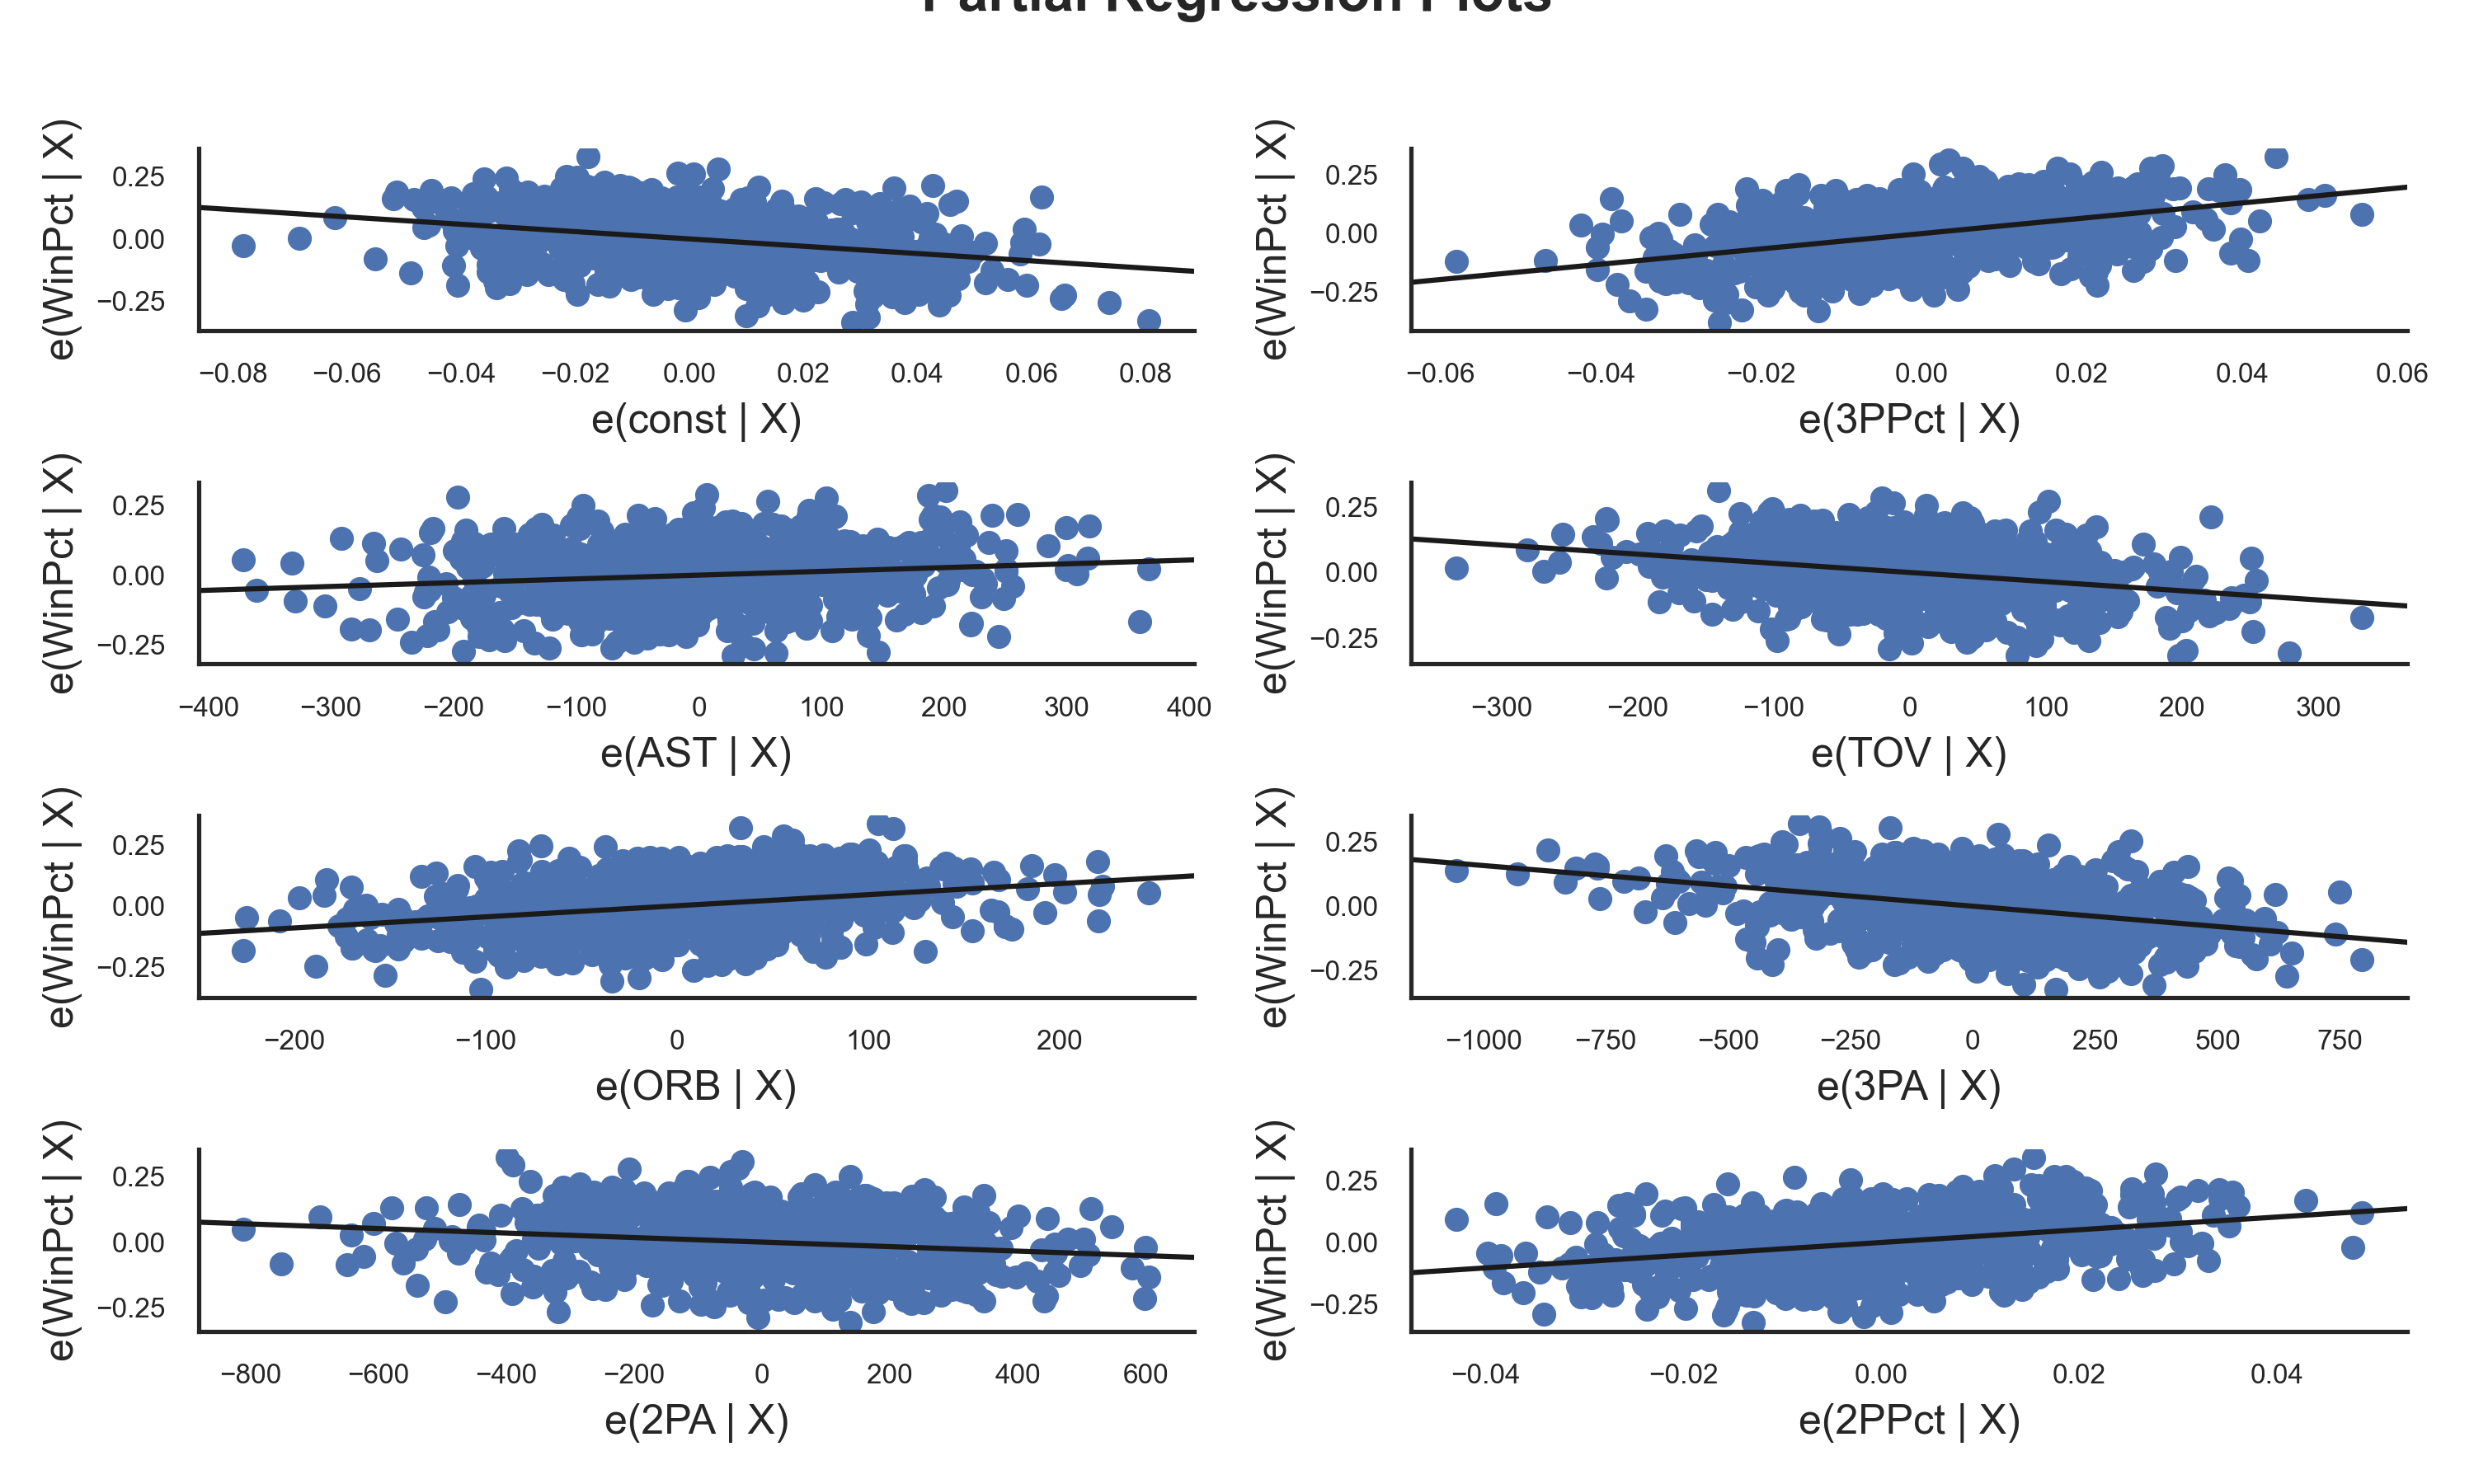 Partial Regression Plots
e(WinPct | X)
0.25
0.00
−0.25
−0.08 −0.06 −0.04 −0.02 0.00 0.02 0.04 0.06 0.08
e(const | X)
e(WinPct | X)
0.25
0.00
−0.25
−0.06 −0.04 −0.02 0.00 0.02 0.04 0.06
e(3PPct | X)
e(WinPct | X)
0.25
0.00
−0.25
−400 −300 −200 −100 0 100 200 300 400
e(AST | X)
e(WinPct | X)
0.25
0.00
−0.25
−300 −200 −100 0 100 200 300
e(TOV | X)
e(WinPct | X)
0.25
0.00
−0.25
−200 −100 0 100 200
e(ORB | X)
e(WinPct | X)
0.25
0.00
−0.25
−1000 −750 −500 −250 0 250 500 750
e(3PA | X)
e(WinPct | X)
0.25
0.00
−0.25
−800 −600 −400 −200 0 200 400 600
e(2PA | X)
e(WinPct | X)
0.25
0.00
−0.25
−0.04 −0.02 0.00 0.02 0.04
e(2PPct | X)